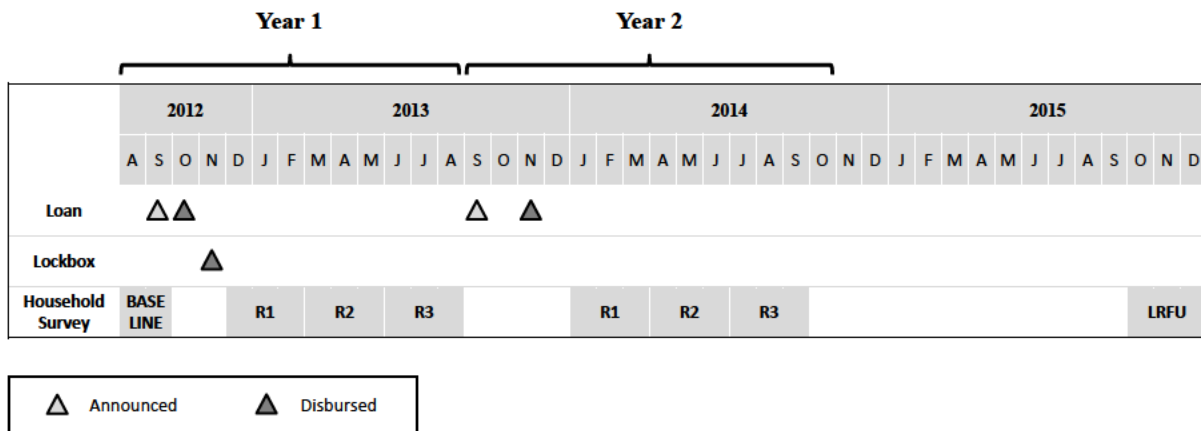 Year 1 Year 2
2012 2013 2014 2015
A S O N D J F M A M J J A S O N D J F M A M J J A S O N D J F M A M J J A S O N D
Loan
Lockbox
Household BASE R1 R2 R3 R1 R2 R3 LRFU
Survey LINE
Announced Disbursed